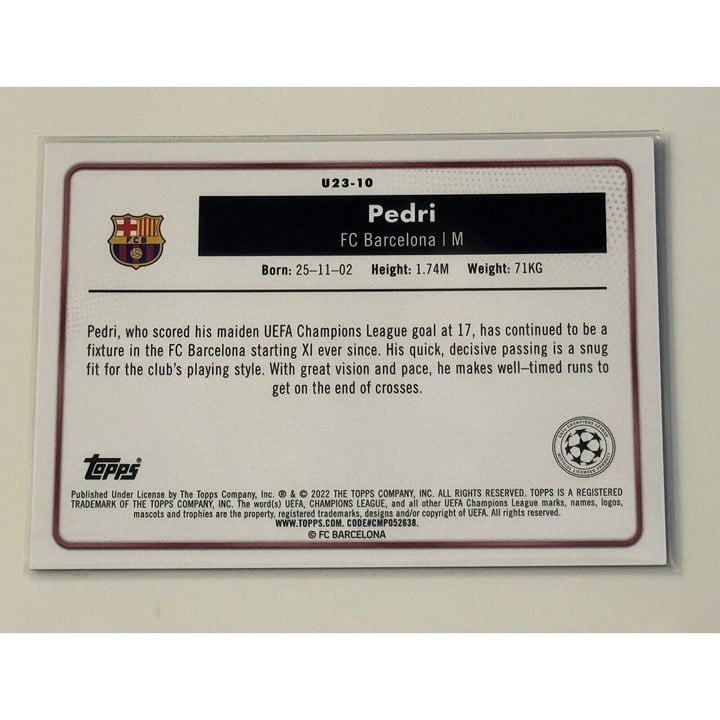 U23-10
FCB
Pedri
FC Barcelona | M
Born: 25–11–02 Height: 1.74M Weight: 71KG
Pedri, who scored his maiden UEFA Champions League goal at 17, has continued to be a
fixture in the FC Barcelona starting XI ever since. His quick, decisive passing is a snug
fit for the club's playing style. With great vision and pace, he makes well–timed runs to
get on the end of crosses.
Topps
UEFA CHAMPIONS LEAGUE
OFFICIAL LICENSED PRODUCT
Published Under License by The Topps Company, Inc. ® & © 2022 THE TOPPS COMPANY, INC. ALL RIGHTS RESERVED. TOPPS IS A REGISTERED
TRADEMARK OF THE TOPPS COMPANY, INC. The word(s) UEFA, CHAMPIONS LEAGUE, and all other UEFA Champions League marks, names, logos,
mascots and trophies are the property, registered trademarks, designs and/or copyright of UEFA. All rights reserved.
WWW.TOPPS.COM. CODE#CMP052638.
© FC BARCELONA